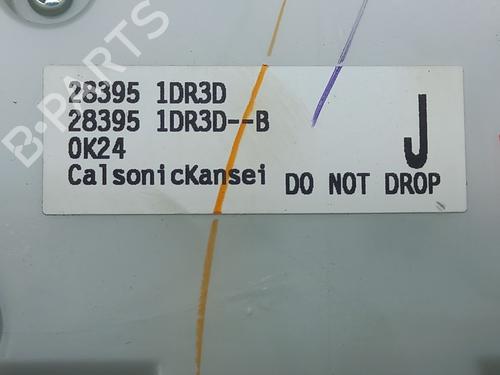 28395 1DR3D
28395 1DR3D--B
0K24
CalsonicKansei DO NOT DROP
J
B-PARTS